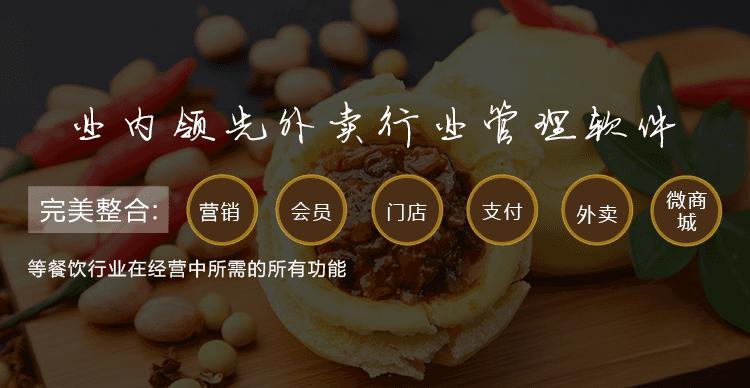 业内领先外卖行业管理软件
完美整合: 营销 会员 门店 支付 外卖 微商城
等餐饮行业在经营中所需的所有功能